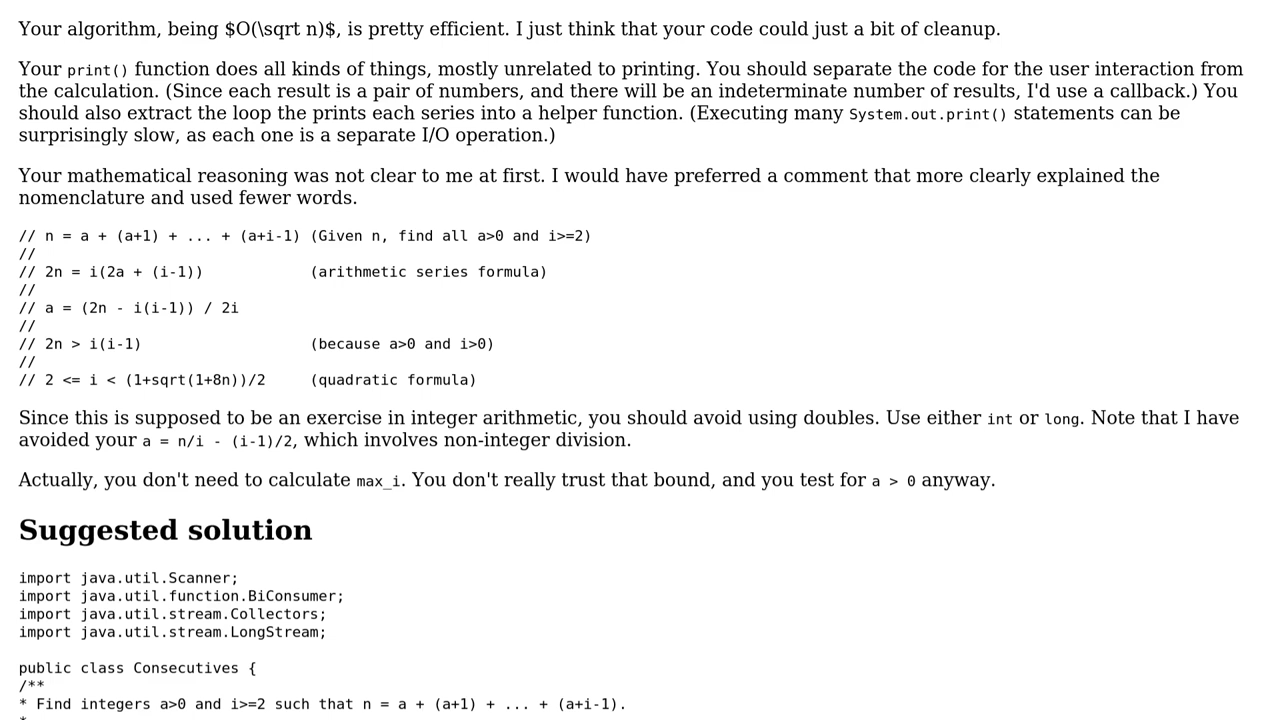 Your algorithm, being $O(\sqrt n)$, is pretty efficient. I just think that your code could just a bit of cleanup.
Your print() function does all kinds of things, mostly unrelated to printing. You should separate the code for the user interaction from
the calculation. (Since each result is a pair of numbers, and there will be an indeterminate number of results, I'd use a callback.) You
should also extract the loop the prints each series into a helper function. (Executing many System.out.print() statements can be
surprisingly slow, as each one is a separate I/O operation.)
Your mathematical reasoning was not clear to me at first. I would have preferred a comment that more clearly explained the
nomenclature and used fewer words.
// n = a + (a+1) + ... + (a+i-1) (Given n, find all a>0 and i>=2)
//
// 2n = i(2a + (i-1))            (arithmetic series formula)
//
// a = (2n - i(i-1)) / 2i
//
// 2n > i(i-1)                   (because a>0 and i>0)
//
// 2 <= i < (1+sqrt(1+8n))/2     (quadratic formula)
Since this is supposed to be an exercise in integer arithmetic, you should avoid using doubles. Use either int or long. Note that I have
avoided your a = n/i - (i-1)/2, which involves non-integer division.
Actually, you don't need to calculate max_i. You don't really trust that bound, and you test for a > 0 anyway.
Suggested solution
import java.util.Scanner;
import java.util.function.BiConsumer;
import java.util.stream.Collectors;
import java.util.stream.LongStream;
public class Consecutives {
/**
* Find integers a>0 and i>=2 such that n = a + (a+1) + ... + (a+i-1).
*